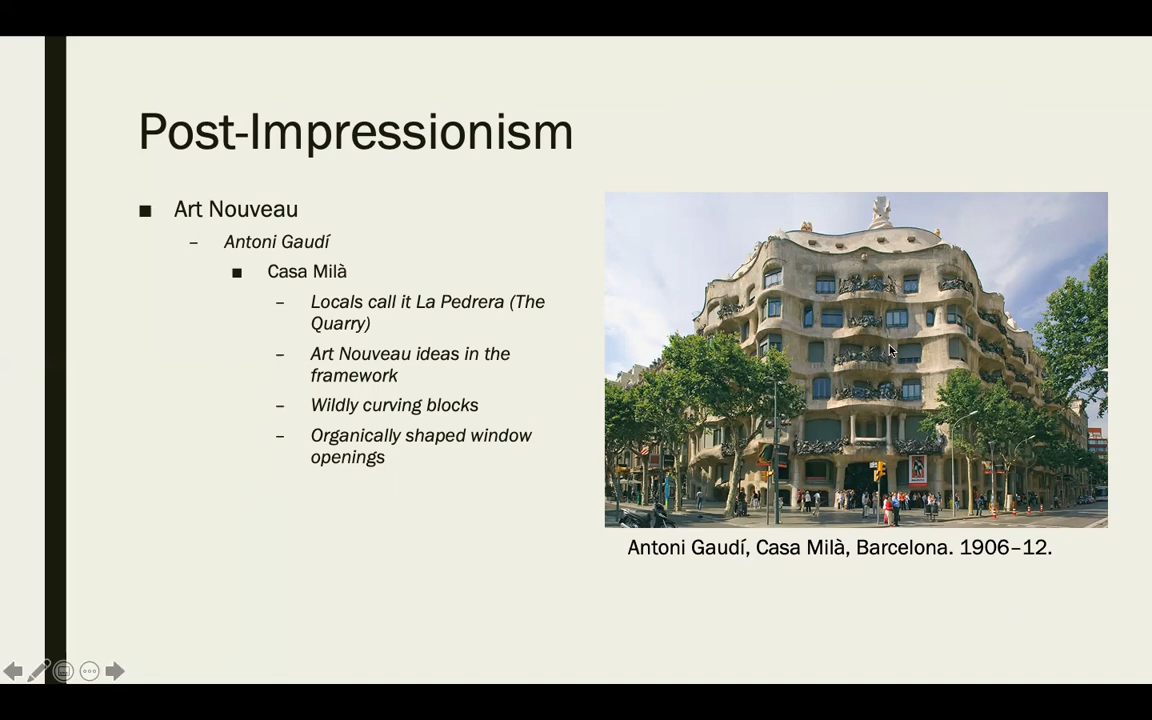 Post-Impressionism
■ Art Nouveau
– Antoni Gaudí
■ Casa Milà
– Locals call it La Pedrera (The
Quarry)
– Art Nouveau ideas in the
framework
– Wildly curving blocks
– Organically shaped window
openings
Antoni Gaudí, Casa Milà, Barcelona. 1906–12.